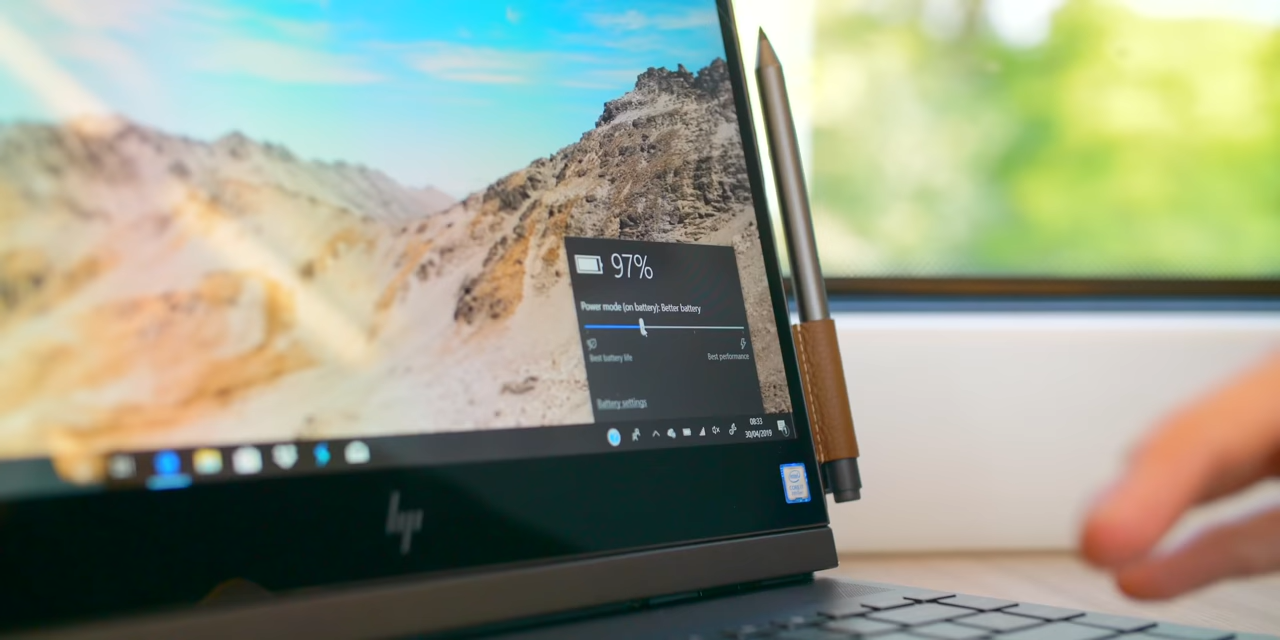 97%
Power mode (on battery): Better battery
Best battery life
Best performance
Battery settings
08:33
30/04/2019
hp
intel